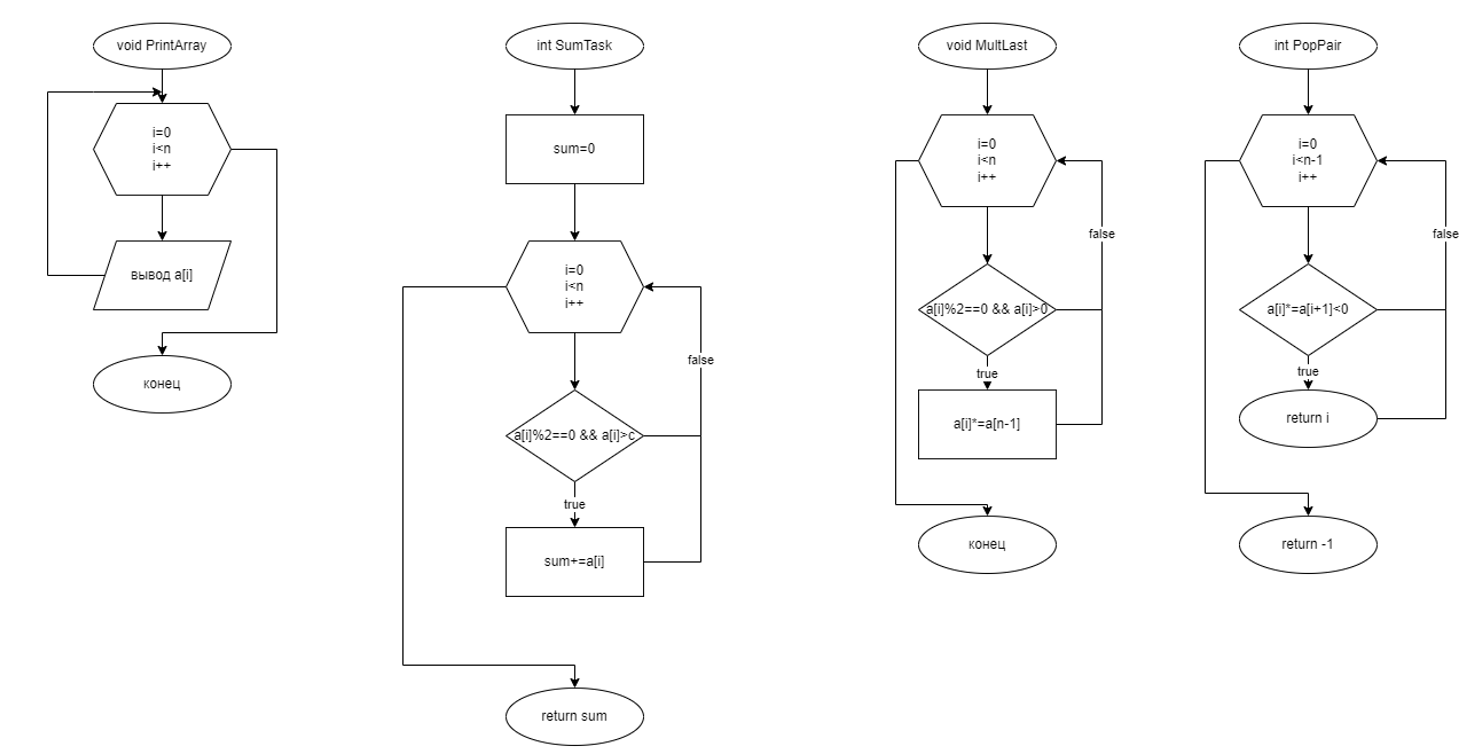 void PrintArray
i=0
i<n
i++
вывод a[i]
конец
int SumTask
sum=0
i=0
i<n
i++
false
a[i]%2==0 && a[i]>c
true
sum+=a[i]
return sum
void MultLast
i=0
i<n
i++
false
a[i]%2==0 && a[i]>0
true
a[i]*=a[n-1]
конец
int PopPair
i=0
i<n-1
i++
false
a[i]*=a[i+1]<0
true
return i
return -1